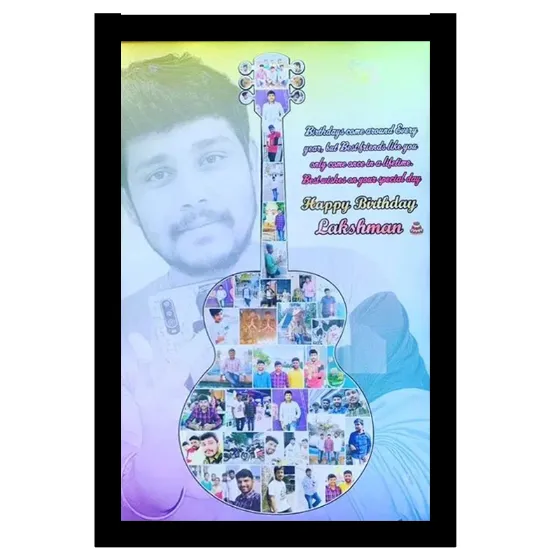 Birthdays come around Every
year, but Best friends like you
only come once in a lifetime.
Best wishes on your special day
Happy Birthday
Lakshman